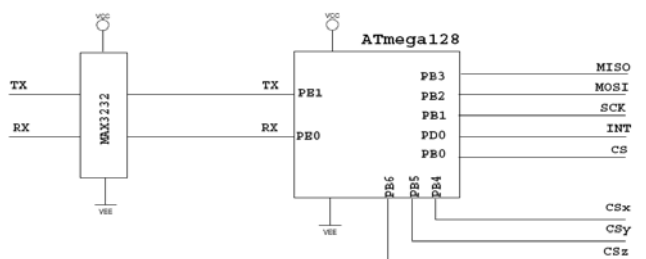 VCC
VCC
ATmega128
TX
MAX3232
TX
PE1
PB3
MISO
PB2
MOSI
PB1
SCK
RX
RX
PE0
PD0
INT
PB0
CS
PB6
PB5
PB4
VEE
VEE
CSx
CSy
CSz